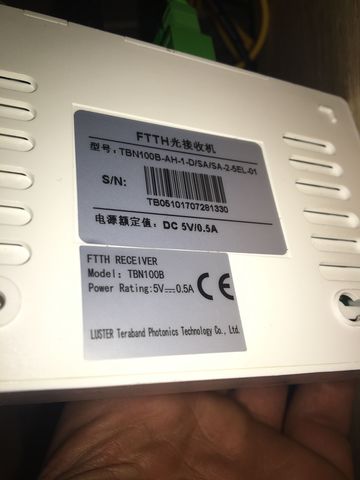 FTTH光接收机
型号: TBN100B-AH-1-D/SA/SA-2-5EL-01
S/N:
TB05101707281330
电源额定值: DC 5V/0.5A
FTTH RECEIVER
Model: TBN100B
Power Rating:5V⎓0.5A
CE
LUSTER Teraband Photonics Technology Co., Ltd.